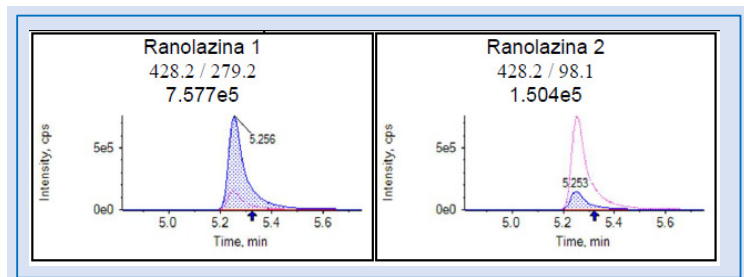 Ranolazina 1
428.2 / 279.2
7.577e5
Intensity, cps
5e5
0e0
5.256
5.0 5.2 5.4 5.6
Time, min
Ranolazina 2
428.2 / 98.1
1.504e5
Intensity, cps
5e5
0e0
5.253
5.0 5.2 5.4 5.6
Time, min